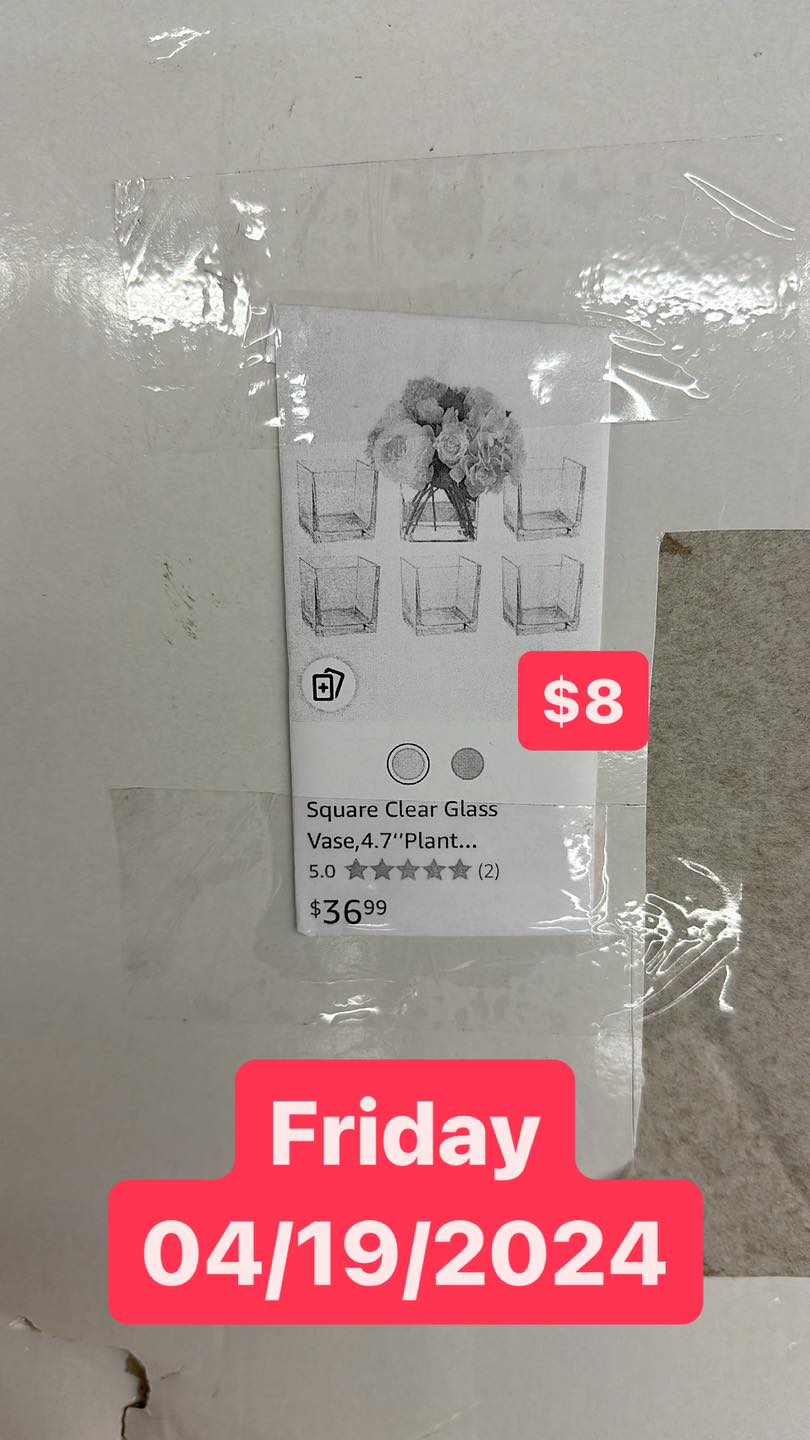 $8
Square Clear Glass
Vase,4.7''Plant...
5.0 (2)
$36.99
Friday
04/19/2024